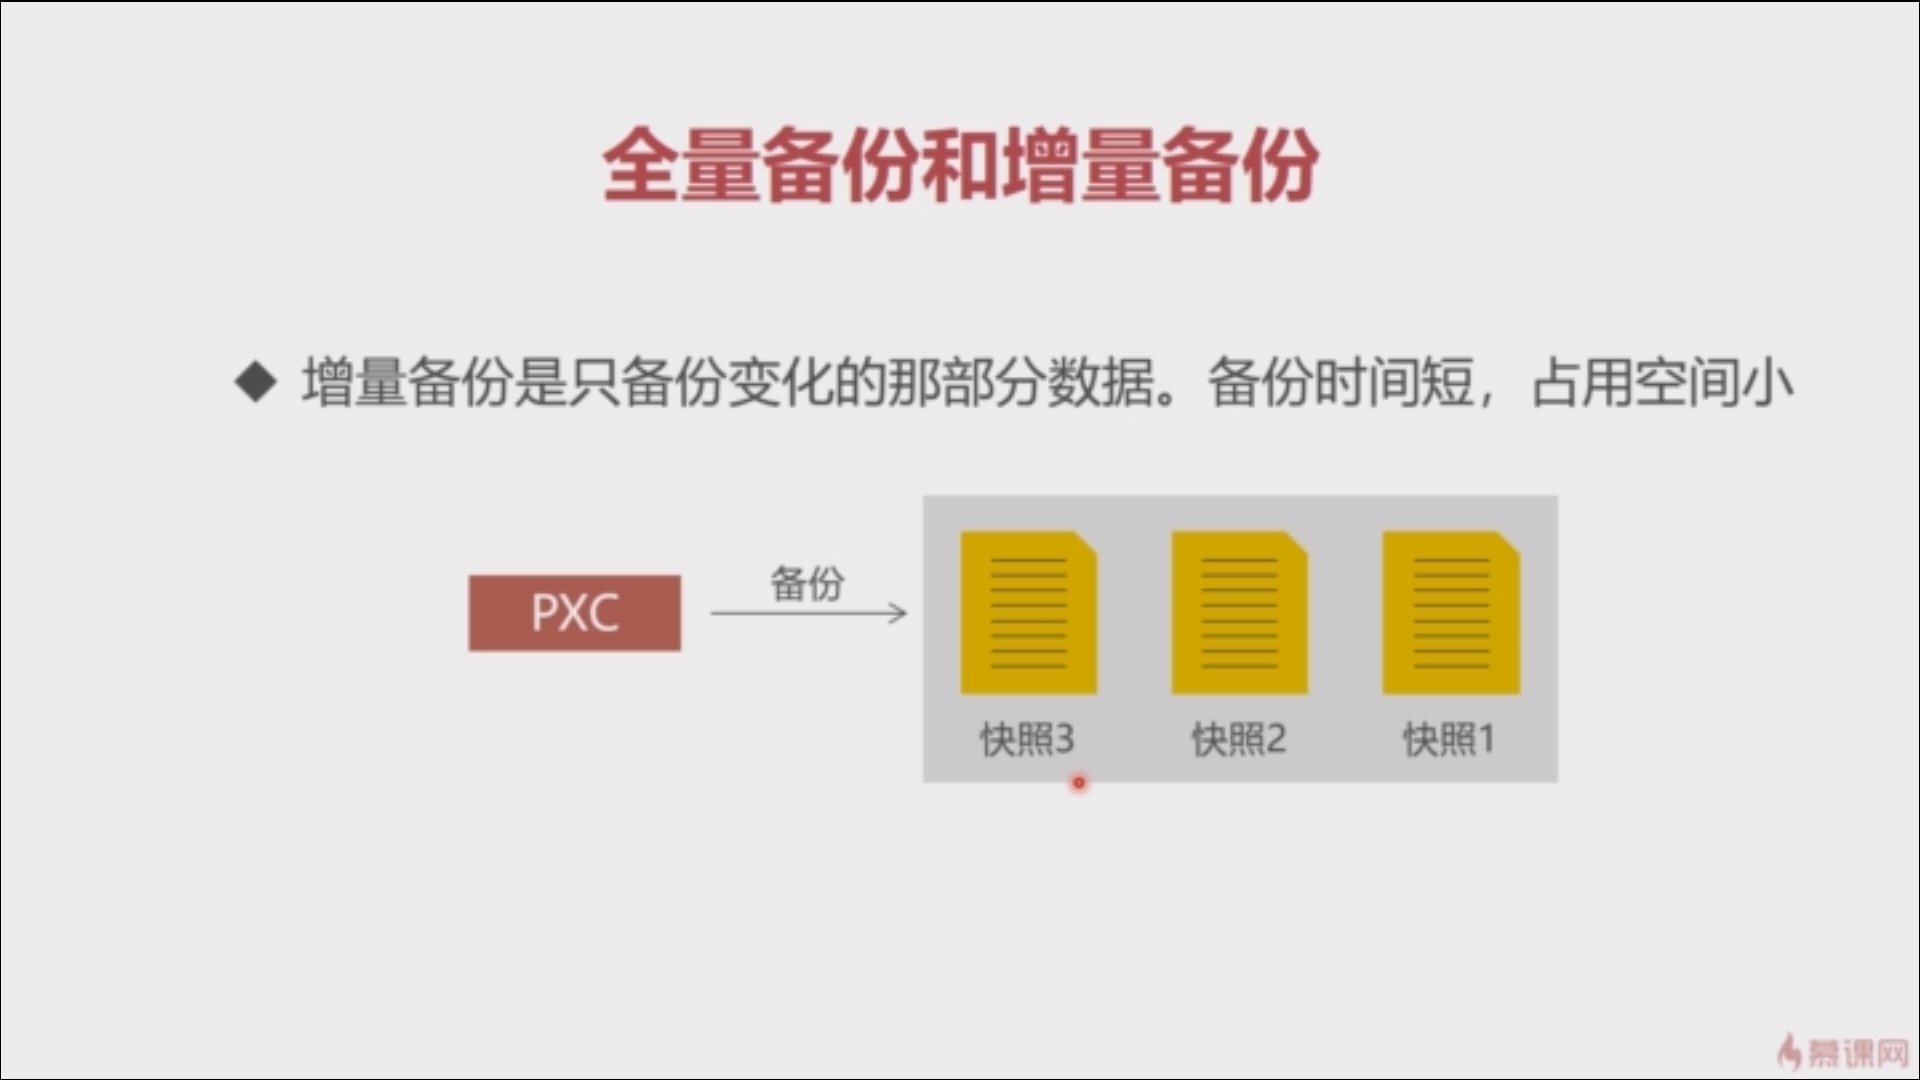 全量备份和增量备份
◆ 增量备份是只备份变化的那部分数据。备份时间短，占用空间小
备份
PXC
快照3 快照2 快照1
慕课网